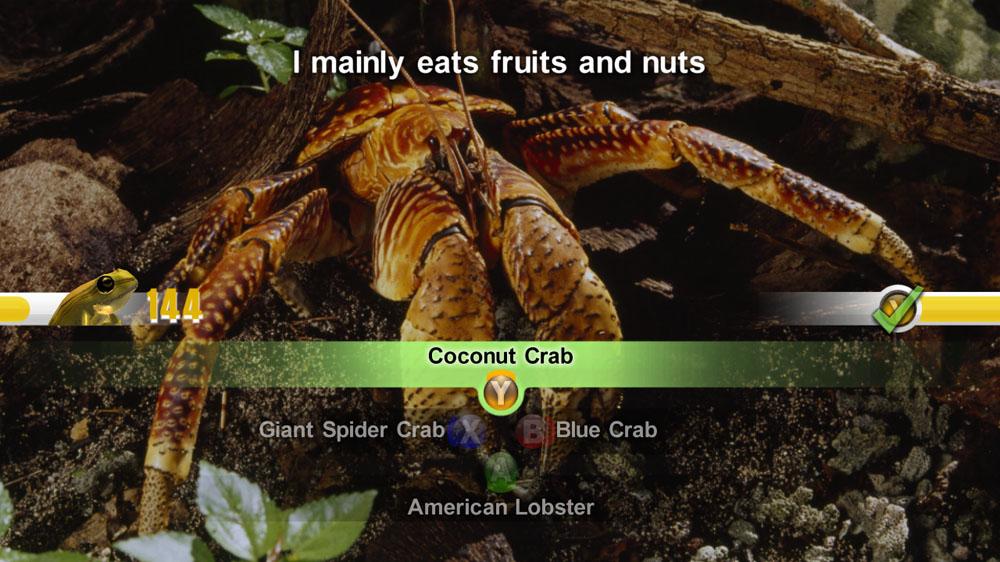 I mainly eats fruits and nuts
144
Coconut Crab
Y
Giant Spider Crab X B Blue Crab
A
American Lobster